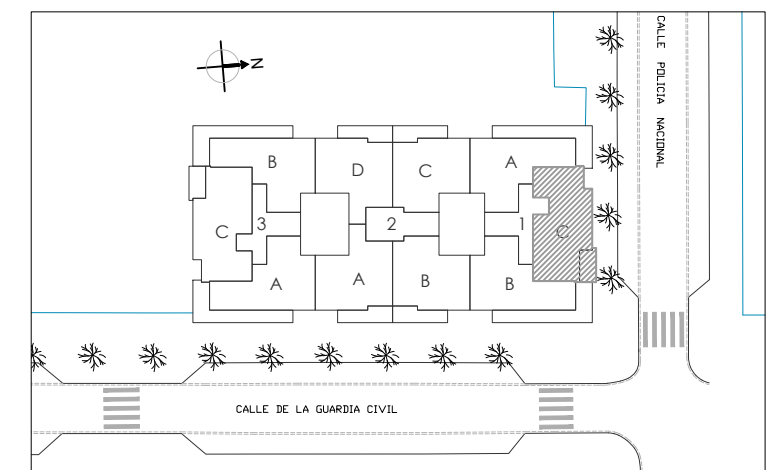 CALLE POLICIA NACIONAL
N
B
D
C
A
C
3
2
1
C
A
A
B
B
CALLE DE LA GUARDIA CIVIL